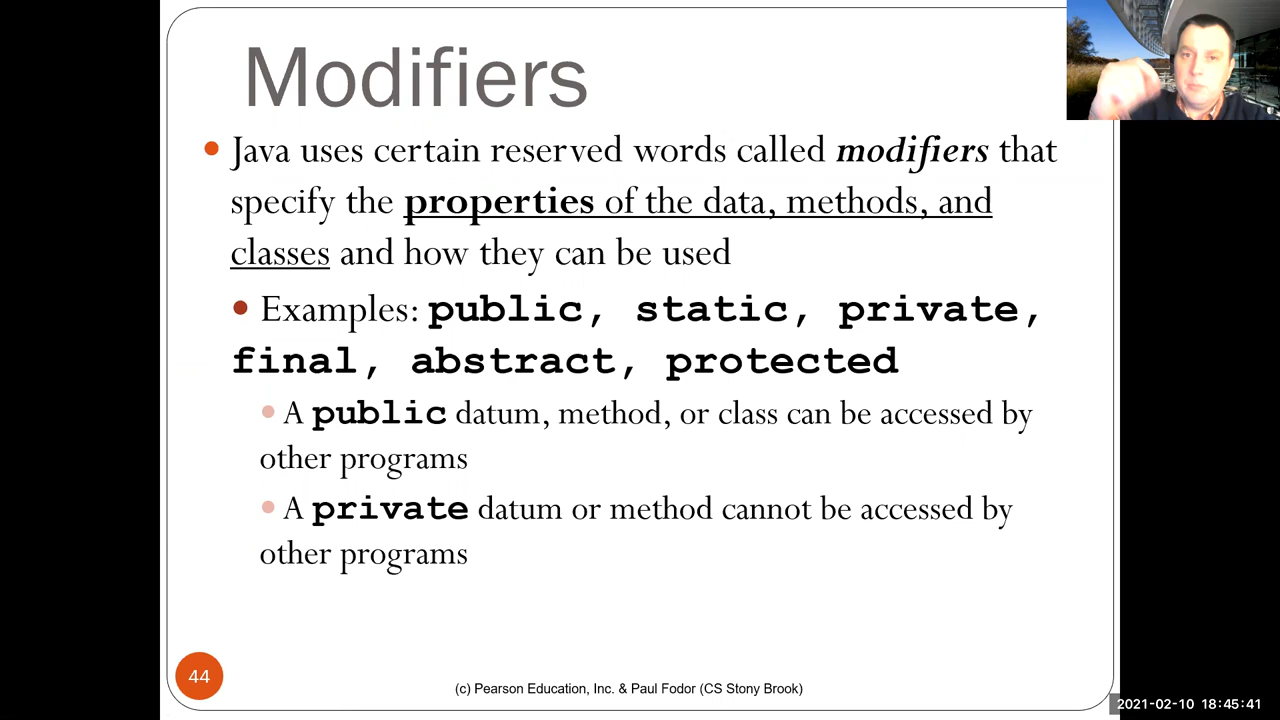 Modifiers
Java uses certain reserved words called modifiers that
specify the properties of the data, methods, and
classes and how they can be used
Examples: public, static, private,
final, abstract, protected
A public datum, method, or class can be accessed by
other programs
A private datum or method cannot be accessed by
other programs
44
(c) Pearson Education, Inc. & Paul Fodor (CS Stony Brook)
2021-02-10 18:45:41